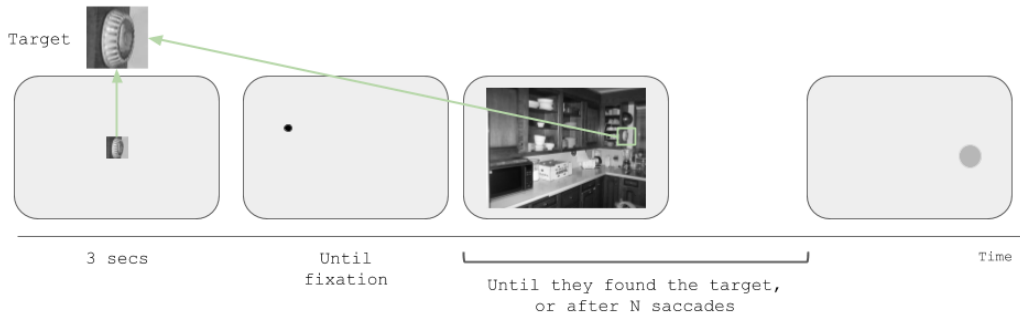 Target
3 secs
Until
fixation
Until they found the target,
or after N saccades
Time